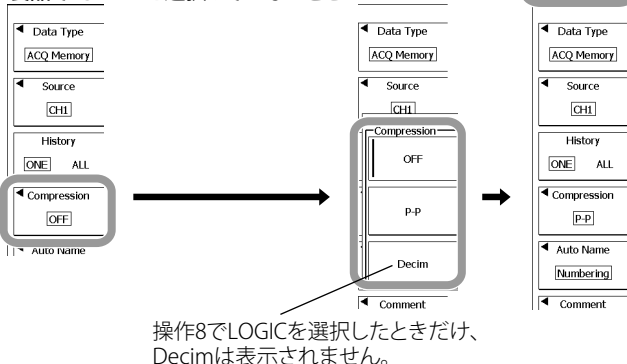 Data Type
ACQ Memory
Source
CH1
History
ONE ALL
Compression
OFF
Auto Name
Data Type
ACQ Memory
Source
CH1
Compression
OFF
P-P
Decim
Comment
Data Type
ACQ Memory
Source
CH1
History
ONE ALL
Compression
P-P
Auto Name
Numbering
Comment
操作8でLOGICを選択したときだけ、
Decimは表示されません。